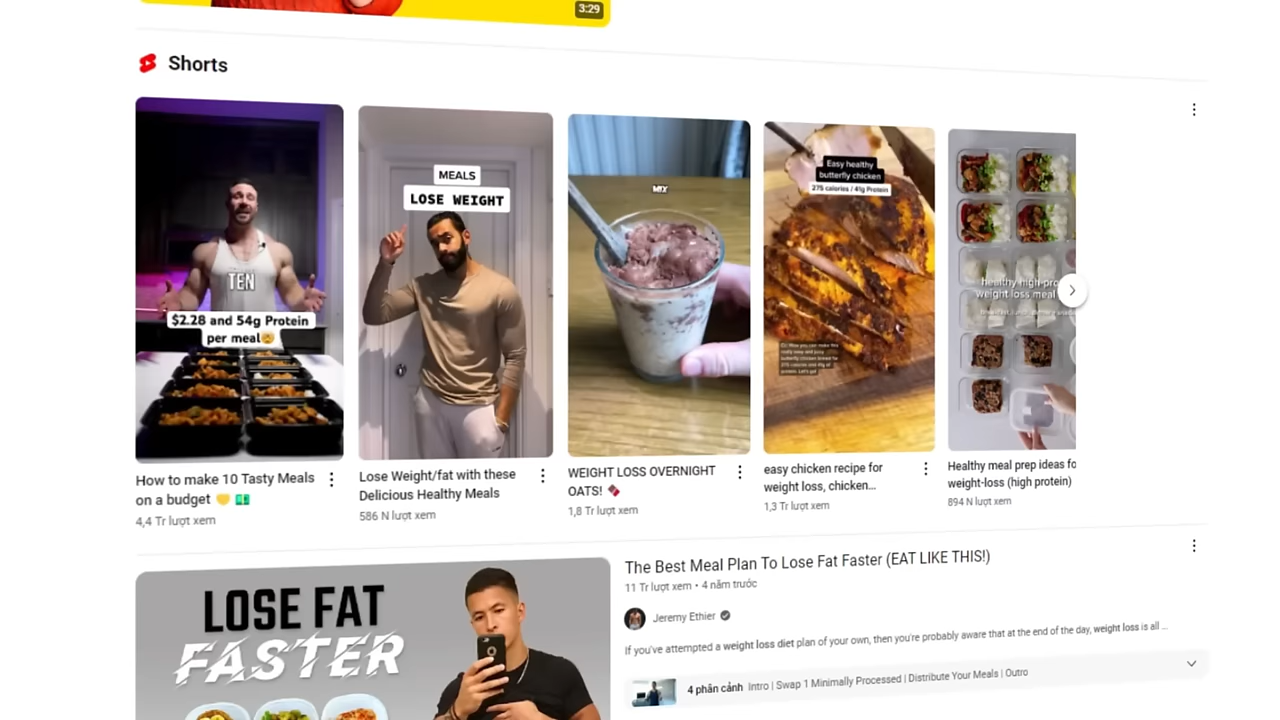 3:29
Shorts
TEN
$2.28 and 54g Protein
per meal🤯
MEALS
LOSE WEIGHT
MIX
Easy healthy
butterfly chicken
275 calories / 41g Protein
healthy high-pro
weight loss meal
How to make 10 Tasty Meals
on a budget 🤝 💵
4,4 Tr lượt xem
Lose Weight/fat with these
Delicious Healthy Meals
586 N lượt xem
WEIGHT LOSS OVERNIGHT
OATS! 🍫
1,8 Tr lượt xem
easy chicken recipe for
weight loss, chicken...
1,3 Tr lượt xem
Healthy meal prep ideas fo
weight-loss (high protein)
894 N lượt xem
LOSE FAT
FASTER
The Best Meal Plan To Lose Fat Faster (EAT LIKE THIS!)
11 Tr lượt xem • 4 năm trước
Jeremy Ethier
If you've attempted a weight loss diet plan of your own, then you're probably aware that at the end of the day, weight loss is all ...
4 phân cảnh Intro | Swap 1 Minimally Processed | Distribute Your Meals | Outro